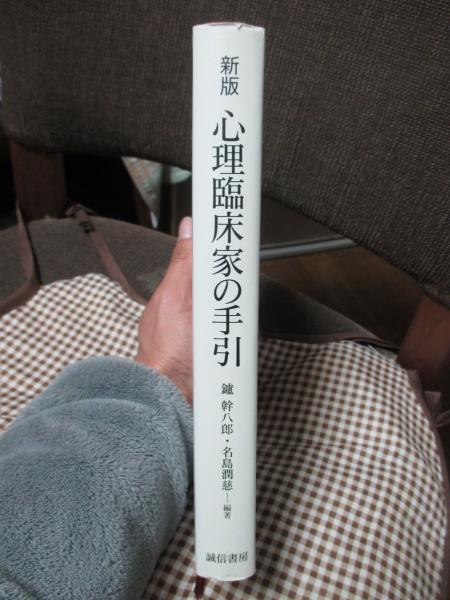 新版
心理臨床家の手引
鑪 幹八郎・名島潤慈―編著
誠信書房